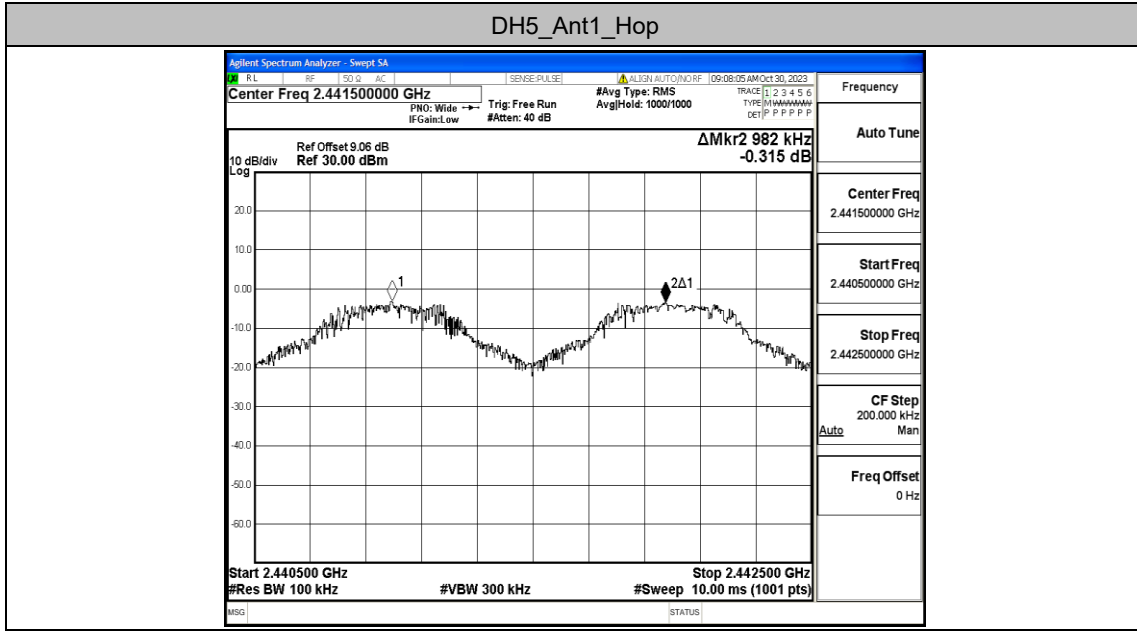 DH5_Ant1_Hop
Agilent Spectrum Analyzer - Swept SA
LXI RL RF 50 Ω AC SENSE:PULSE ALIGN AUTO/NO RF 09:08:05 AM Oct 30, 2023
Center Freq 2.441500000 GHz
PNO: Wide
IFGain:Low
Trig: Free Run
#Atten: 40 dB
#Avg Type: RMS
Avg|Hold: 1000/1000
TRACE 1 2 3 4 5 6
TYPE MWWWWW
DET P P P P P P
Frequency
Auto Tune
Center Freq
2.441500000 GHz
Start Freq
2.440500000 GHz
Stop Freq
2.442500000 GHz
CF Step
200.000 kHz
Auto Man
Freq Offset
0 Hz
ΔMkr2 982 kHz
-0.315 dB
Ref Offset 9.06 dB
10 dB/div Ref 30.00 dBm
Log
20.0
10.0
0.00
-10.0
-20.0
-30.0
-40.0
-50.0
-60.0
1
2Δ1
Start 2.440500 GHz Stop 2.442500 GHz
#Res BW 100 kHz #VBW 300 kHz #Sweep 10.00 ms (1001 pts)
MSG STATUS